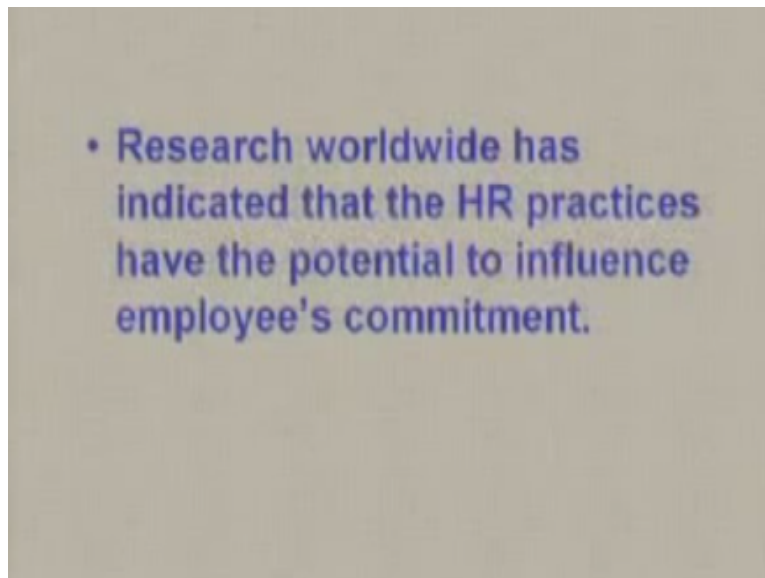 • Research worldwide has
indicated that the HR practices
have the potential to influence
employee's commitment.